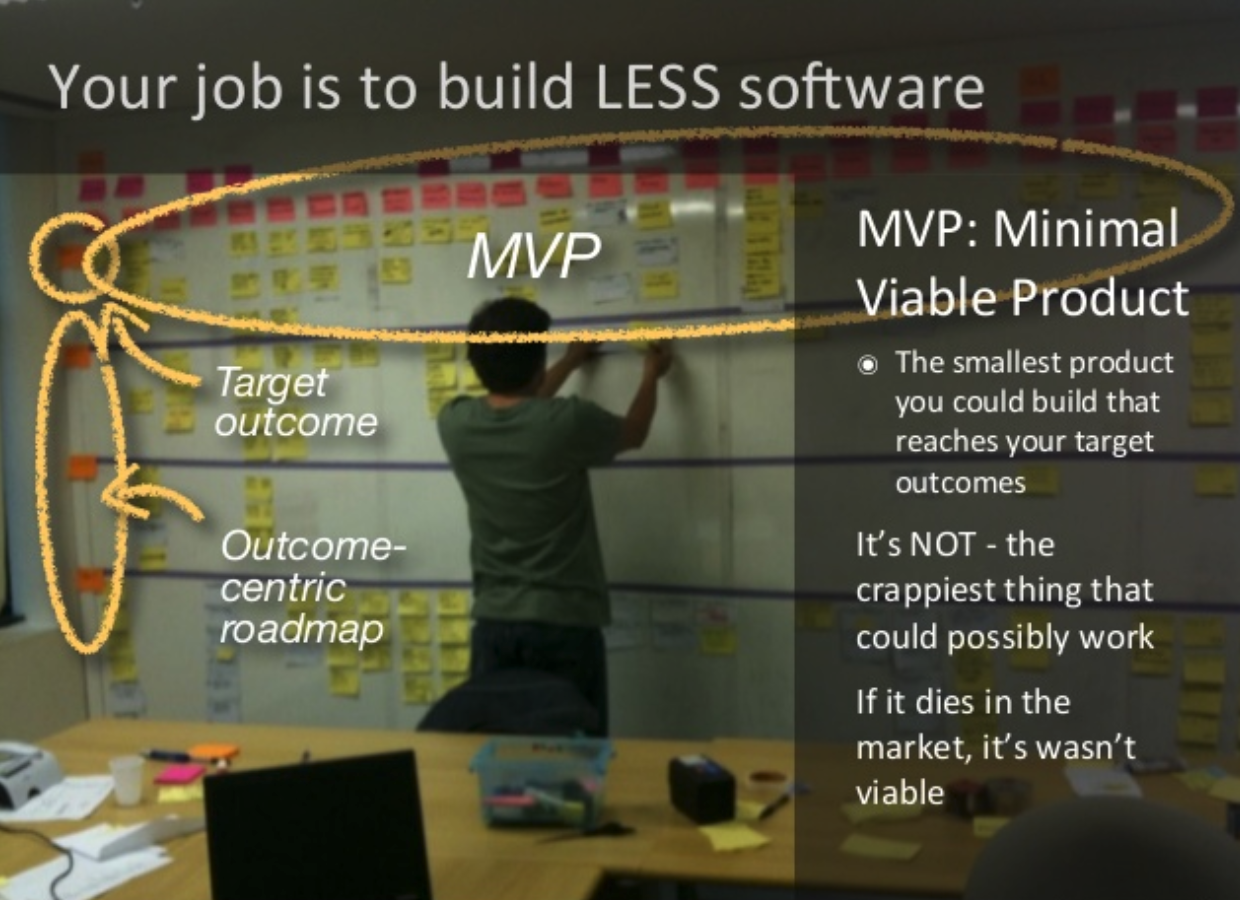 Your job is to build LESS software
MVP
Target
outcome
Outcome-
centric
roadmap
MVP: Minimal
Viable Product
The smallest product
you could build that
reaches your target
outcomes
It's NOT - the
crappiest thing that
could possibly work
If it dies in the
market, it's wasn't
viable